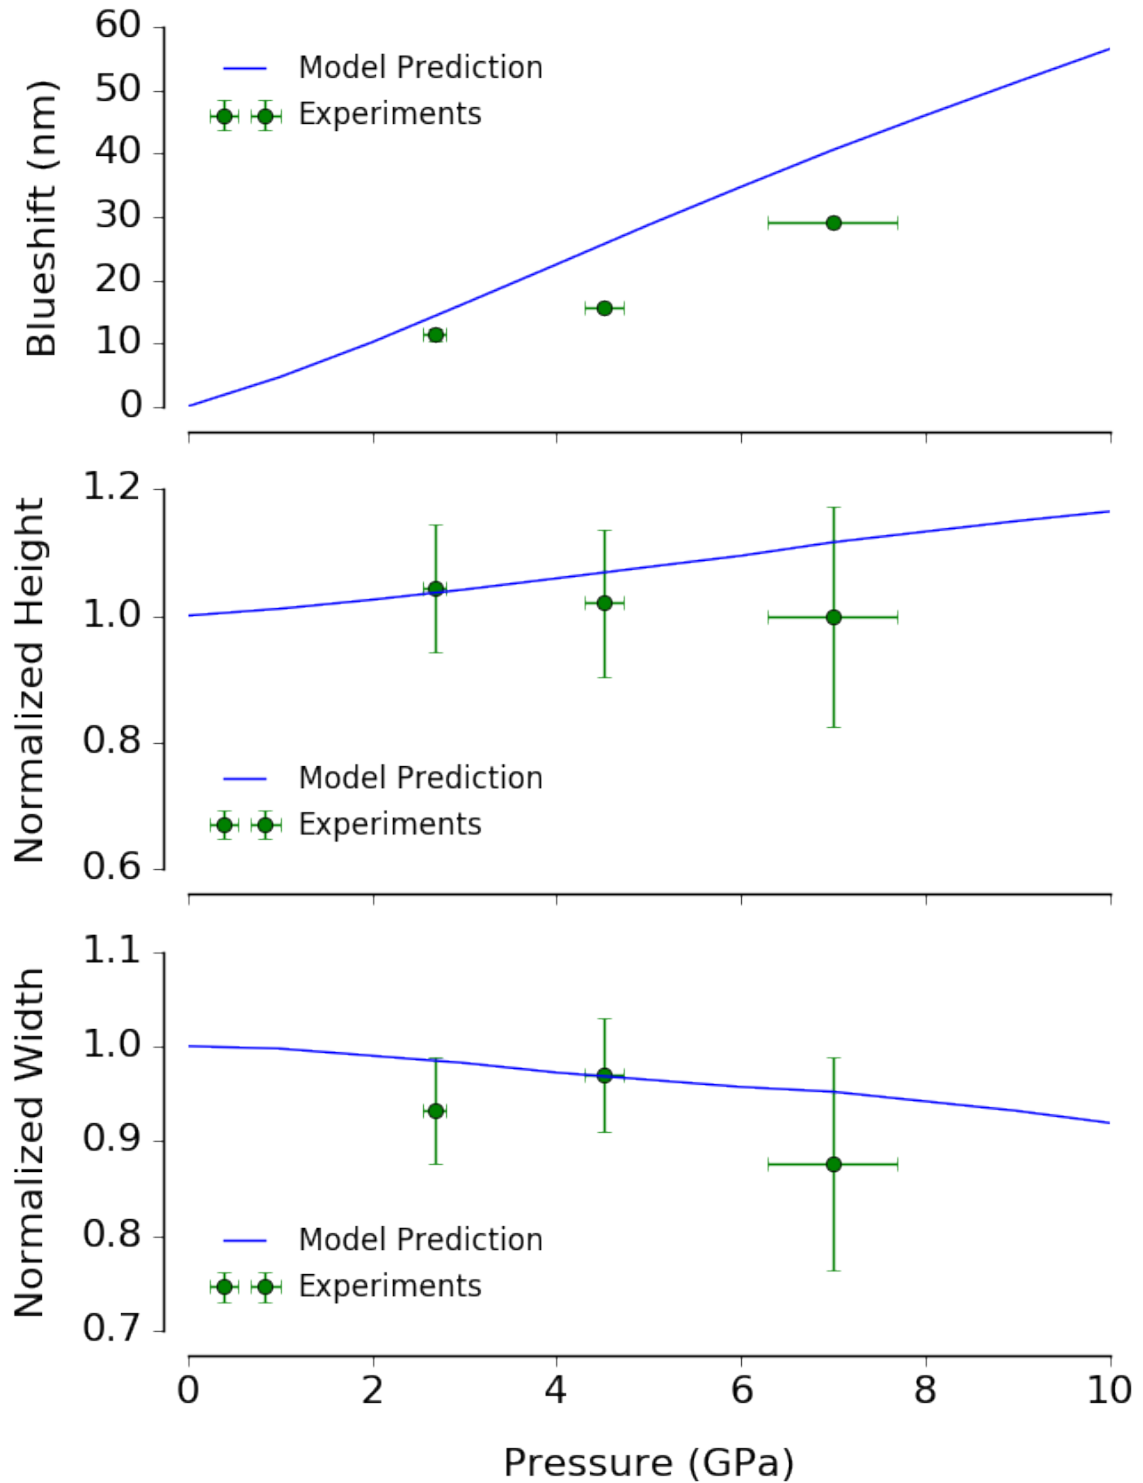 Blueshift (nm)
60
50
40
30
20
10
0
Model Prediction
Experiments
Normalized Height
1.2
1.0
0.8
0.6
Model Prediction
Experiments
Normalized Width
1.1
1.0
0.9
0.8
0.7
Model Prediction
Experiments
0 2 4 6 8 10
Pressure (GPa)